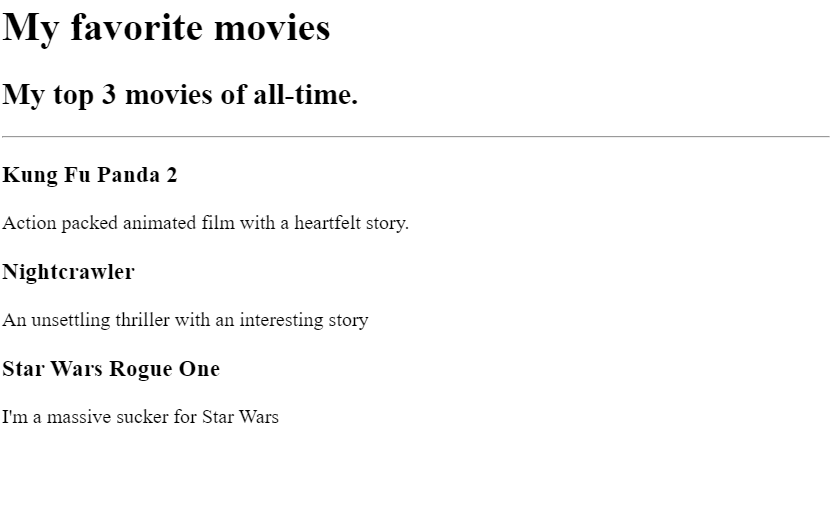 My favorite movies
My top 3 movies of all-time.
Kung Fu Panda 2
Action packed animated film with a heartfelt story.
Nightcrawler
An unsettling thriller with an interesting story
Star Wars Rogue One
I'm a massive sucker for Star Wars